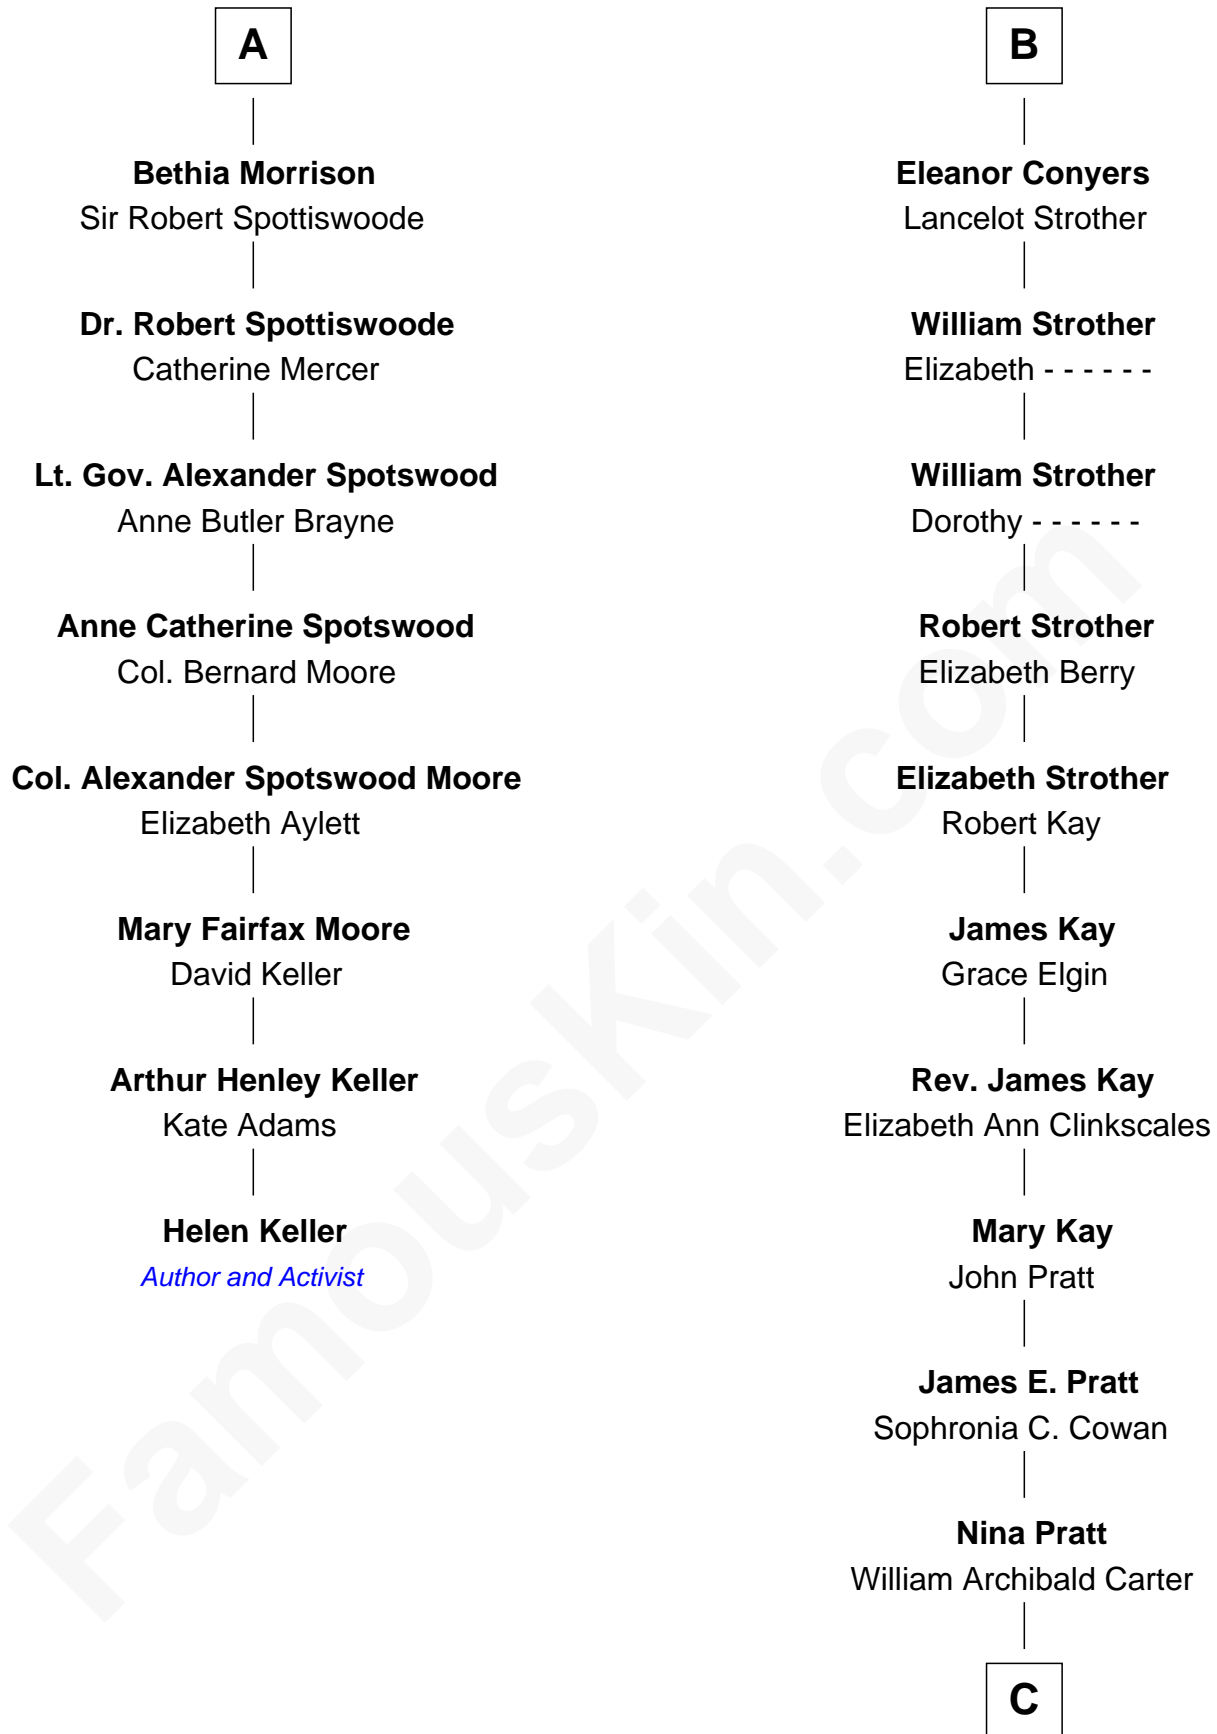 A
Bethia Morrison
Sir Robert Spottiswoode
Dr. Robert Spottiswoode
Catherine Mercer
Lt. Gov. Alexander Spotswood
Anne Butler Brayne
Anne Catherine Spotswood
Col. Bernard Moore
Col. Alexander Spotswood Moore
Elizabeth Aylett
Mary Fairfax Moore
David Keller
Arthur Henley Keller
Kate Adams
Helen Keller
Author and Activist
B
Eleanor Conyers
Lancelot Strother
William Strother
Elizabeth - - - - - -
William Strother
Dorothy - - - - - -
Robert Strother
Elizabeth Berry
Elizabeth Strother
Robert Kay
James Kay
Grace Elgin
Rev. James Kay
Elizabeth Ann Clinkscales
Mary Kay
John Pratt
James E. Pratt
Sophronia C. Cowan
Nina Pratt
William Archibald Carter
C
FamousKin.com